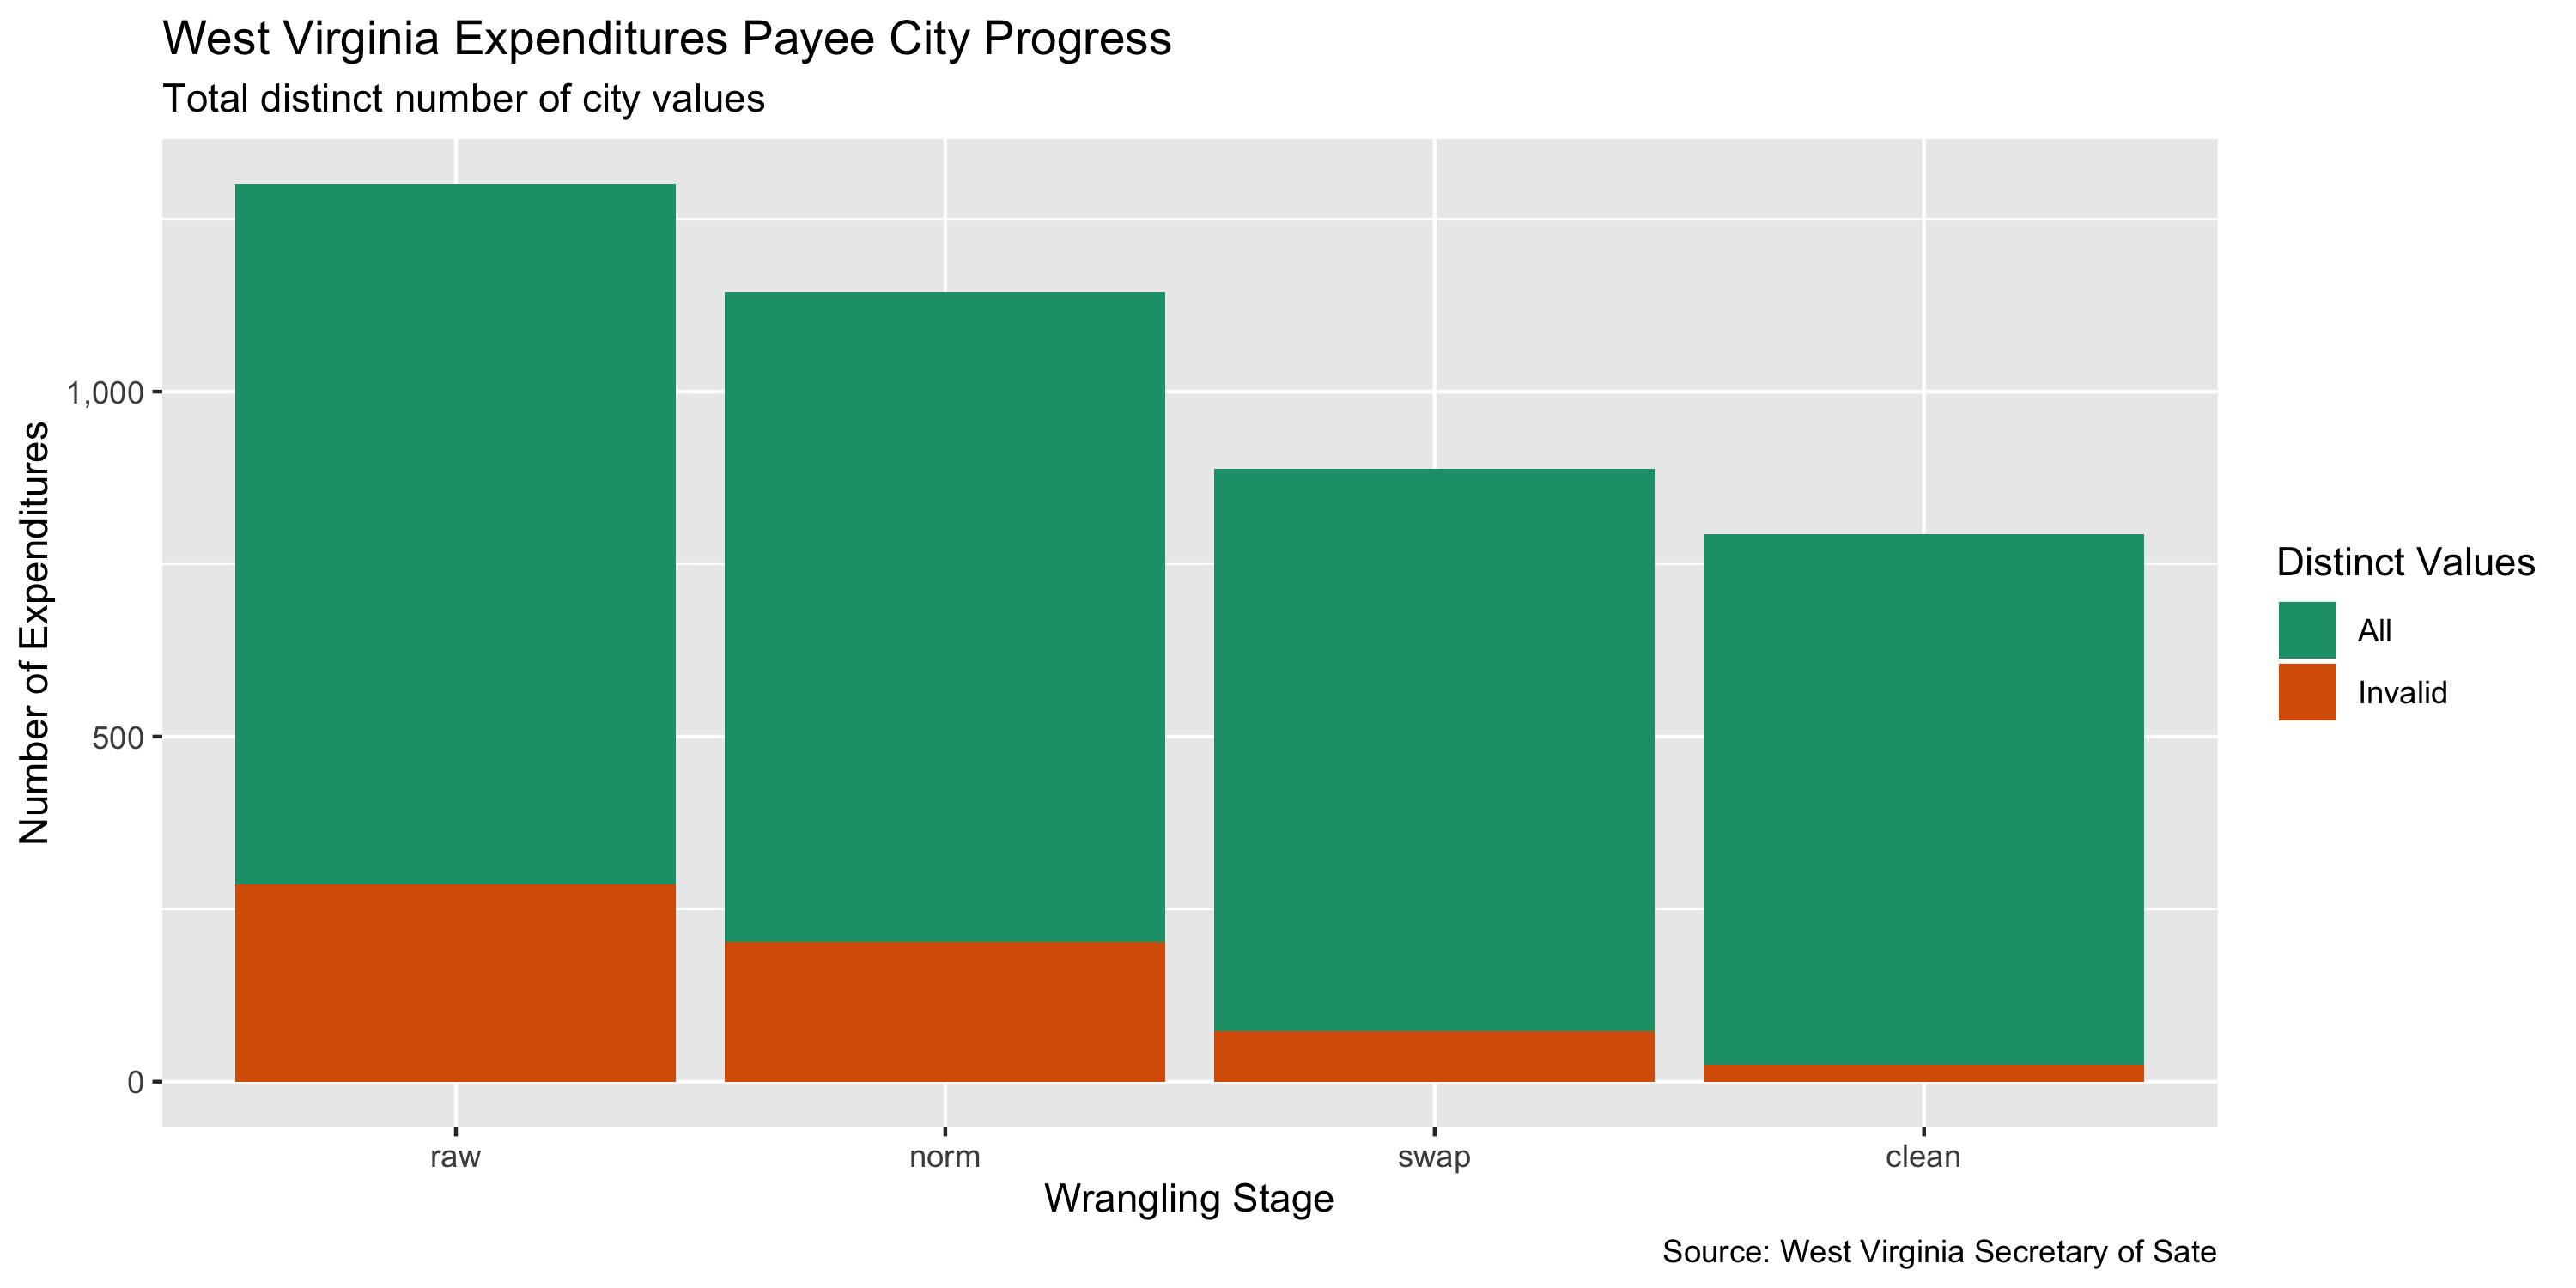 West Virginia Expenditures Payee City Progress
Total distinct number of city values
Number of Expenditures
1,000
500
0
raw
norm
swap
clean
Wrangling Stage
Distinct Values
All
Invalid
Source: West Virginia Secretary of Sate